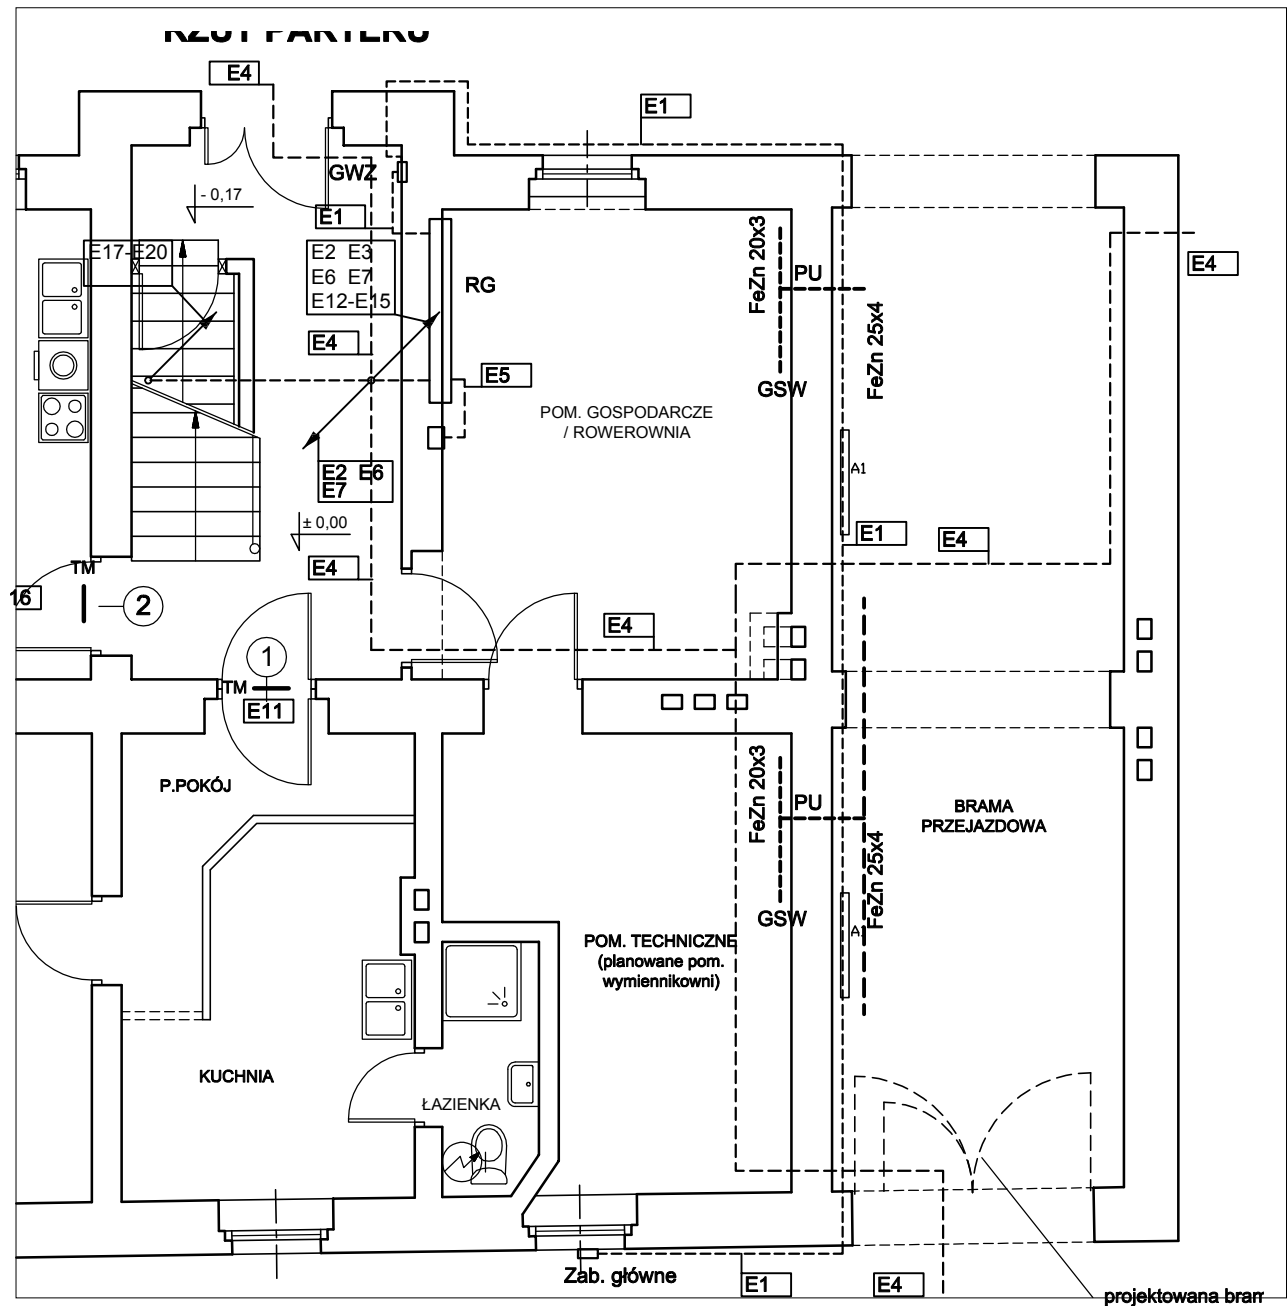 RZUT PARTERU
E4
E1
GWZ
- 0,17
E1
E17-E20
E2 E3
E6 E7
E12-E15
RG
FeZn 20x3
PU
E4
FeZn 25x4
E4
E5
GSW
POM. GOSPODARCZE
/ ROWEROWNIA
E2 E6
E7
A1
± 0,00
E1
E4
E4
TM
16
2
E4
1
TM
E11
P.POKÓJ
FeZn 20x3
PU
BRAMA
PRZEJAZDOWA
FeZn 25x4
GSW
A
POM. TECHNICZNE
(planowane pom.
wymiennikowni)
KUCHNIA
ŁAZIENKA
Zab. główne
E1
E4
projektowana